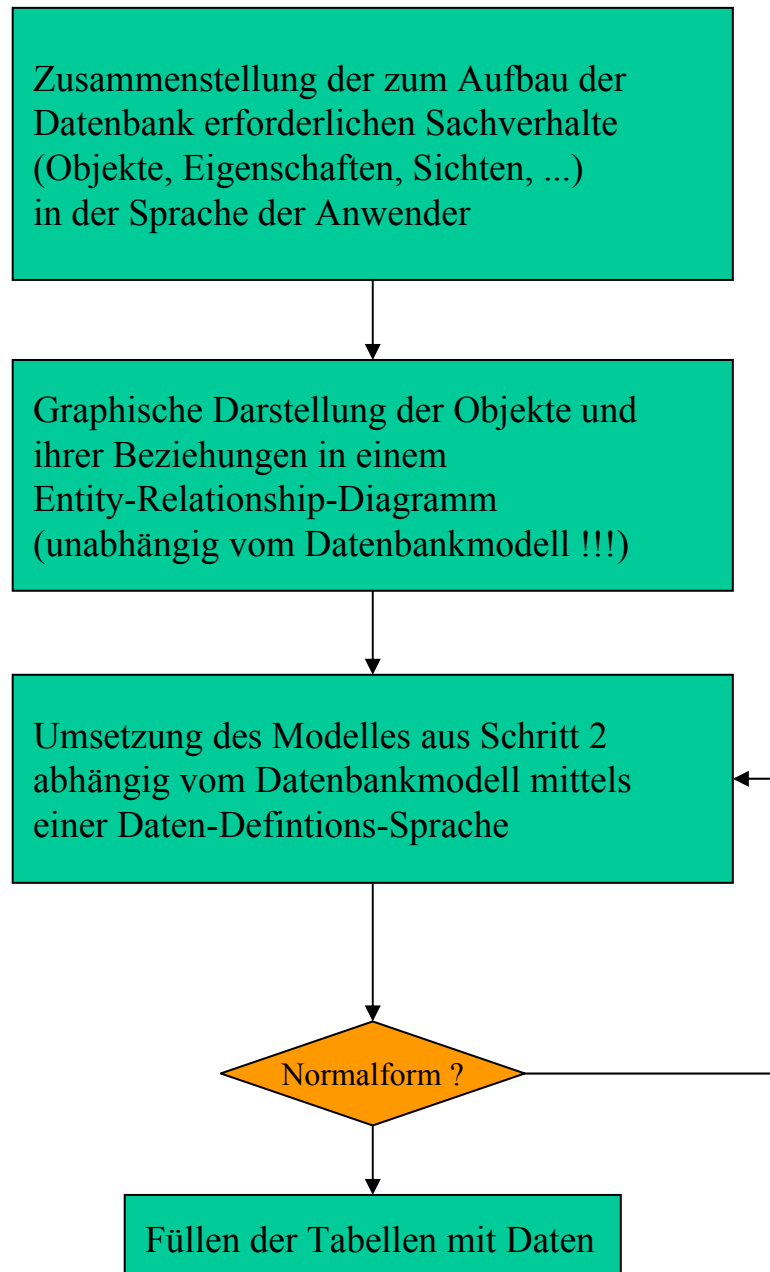 Zusammenstellung der zum Aufbau der
Datenbank erforderlichen Sachverhalte
(Objekte, Eigenschaften, Sichten, ...)
in der Sprache der Anwender
Graphische Darstellung der Objekte und
ihrer Beziehungen in einem
Entity-Relationship-Diagramm
(unabhängig vom Datenbankmodell !!!)
Umsetzung des Modelles aus Schritt 2
abhängig vom Datenbankmodell mittels
einer Daten-Defintions-Sprache
Normalform ?
Füllen der Tabellen mit Daten